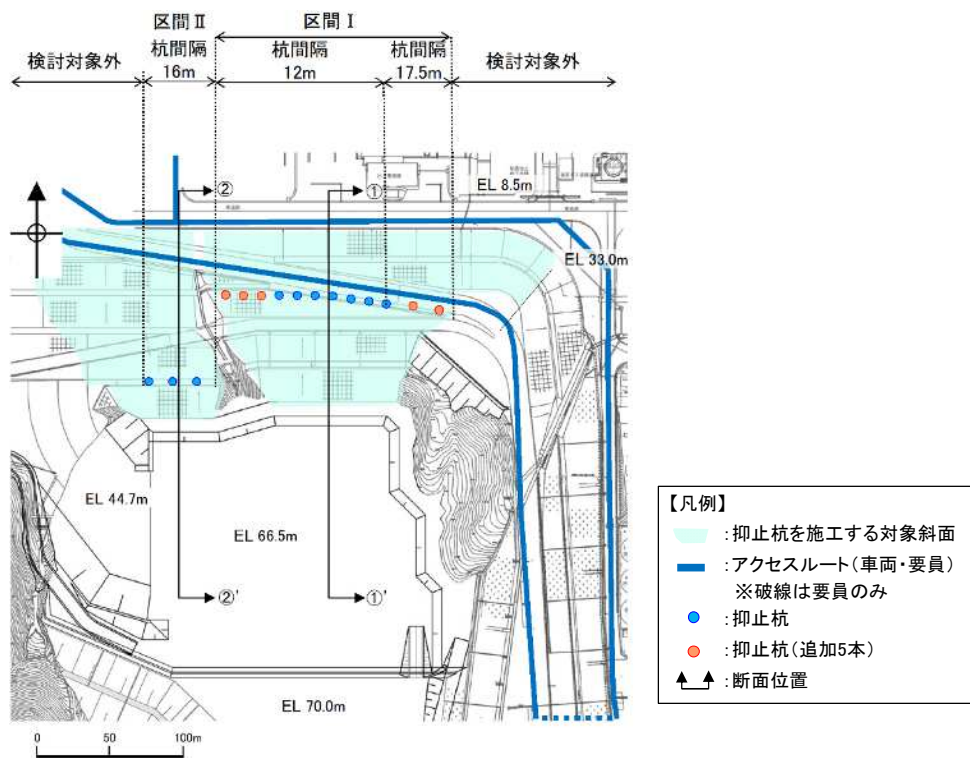 区間Ⅱ
区間Ⅰ
検討対象外
杭間隔
16m
杭間隔
12m
杭間隔
17.5m
検討対象外
②
①
EL 8.5m
EL 33.0m
EL 44.7m
EL 66.5m
②'
①'
EL 70.0m
0 50 100m
【凡例】
:抑止杭を施工する対象斜面
:アクセスルート(車両・要員)
※破線は要員のみ
:抑止杭
:抑止杭(追加5本)
:断面位置